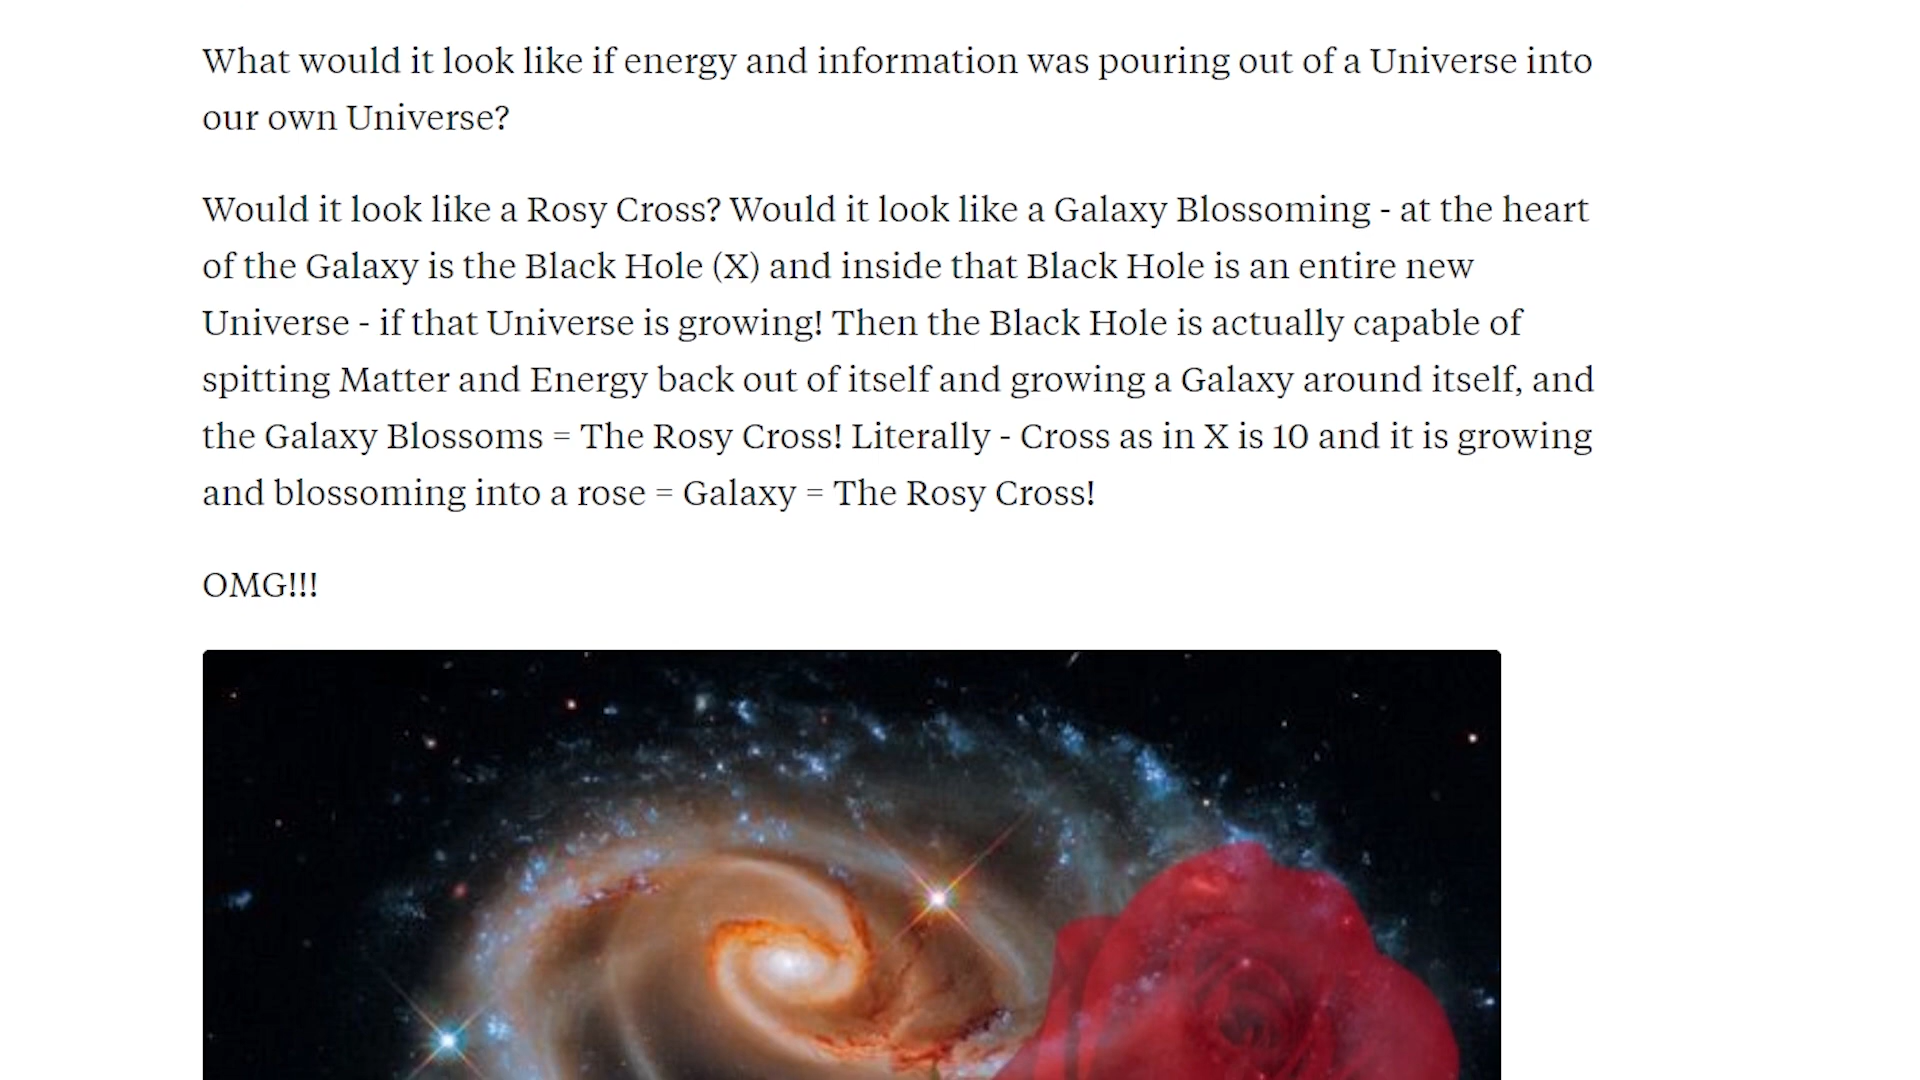 What would it look like if energy and information was pouring out of a Universe into
our own Universe?
Would it look like a Rosy Cross? Would it look like a Galaxy Blossoming - at the heart
of the Galaxy is the Black Hole (X) and inside that Black Hole is an entire new
Universe - if that Universe is growing! Then the Black Hole is actually capable of
spitting Matter and Energy back out of itself and growing a Galaxy around itself, and
the Galaxy Blossoms = The Rosy Cross! Literally - Cross as in X is 10 and it is growing
and blossoming into a rose = Galaxy = The Rosy Cross!
OMG!!!